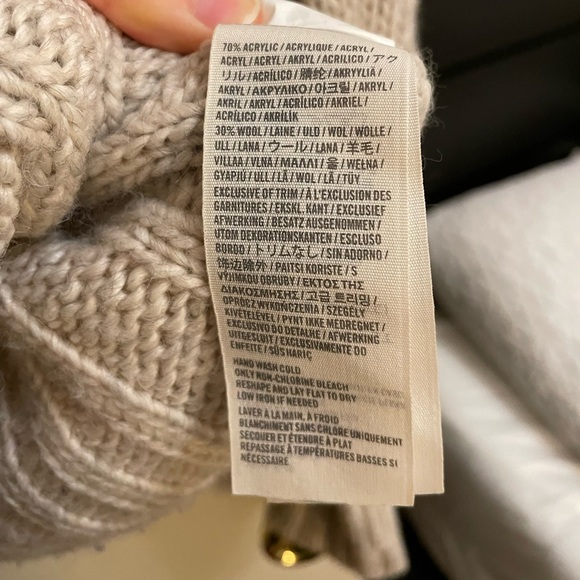 70% ACRYLIC / ACRYLIQUE / ACRYL /
ACRYL / ACRYL / AKRYL / ACRILICO / アク
リル / ACRÍLICO / 腈纶 / AKRYYLIÄ /
AKRYL / ΑΚΡΥΛΙΚΟ / 아크릴 / AKRYL /
AKRIL / AKRYL / ACRÍLICO / AKRIEL /
ACRÍLICO / AKRİLİK
30% WOOL / LAINE / ULD / WOL / WOLLE /
ULL / LANA / ウール / LANA / 羊毛 /
VILLAA / VLNA / ΜΑΛΛΙ / 울 / WEŁNA /
GYAPJÚ / ULL / LÃ / WOL / LÃ / TÜY
EXCLUSIVE OF TRIM / À L'EXCLUSION DES
GARNITURES / EKSKL. KANT / EXCLUSIEF
AFWERKING / BESATZ AUSGENOMMEN /
UTOM DEKORATIONSKANTEN / ESCLUSO
BORDO / トリムなし / SIN ADORNO /
饰边除外 / PAITSI KORISTE / S
VÝJIMKOU OBRUBY / ΕΚΤΟΣ ΤΗΣ
ΔΙΑΚΟΣΜΗΣΗΣ / 고급 트리밍 /
OPRÓCZ WYKOŃCZENIA / SZEGÉLY
KIVÉTELÉVEL / PYNT IKKE MEDREGNET /
EXCLUSIVO DO DETALHE / AFWERKING
UITGESLUIT / EXCLUSIVAMENTE DO
ENFEITE / SÜS HARİÇ
HAND WASH COLD
ONLY NON-CHLORINE BLEACH
RESHAPE AND LAY FLAT TO DRY
LOW IRON IF NEEDED
LAVER À LA MAIN, À FROID
BLANCHIMENT SANS CHLORE UNIQUEMENT
SECOUER ET ÉTENDRE À PLAT
REPASSAGE À TEMPÉRATURES BASSES SI
NÉCESSAIRE